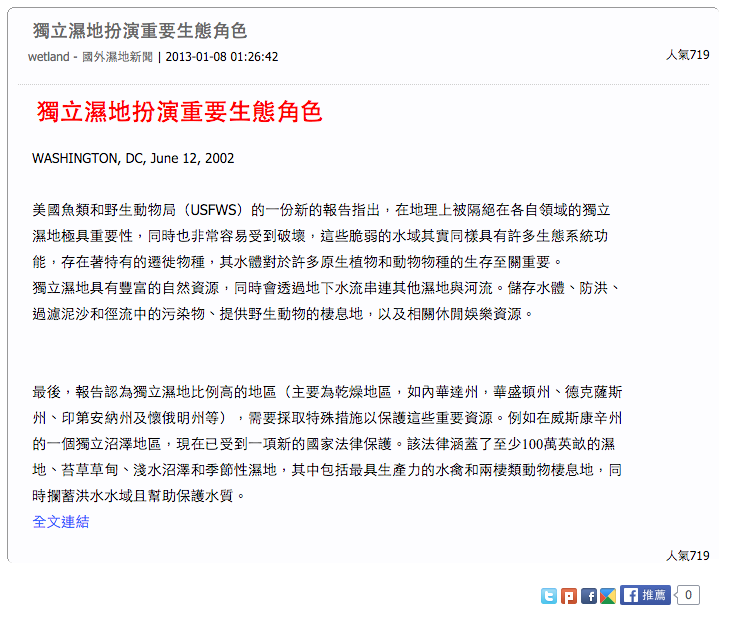 獨立濕地扮演重要生態角色
wetland - 國外濕地新聞 | 2013-01-08 01:26:42
人氣719
獨立濕地扮演重要生態角色
WASHINGTON, DC, June 12, 2002
美國魚類和野生動物局（USFWS）的一份新的報告指出，在地理上被隔絕在各自領域的獨立
濕地極具重要性，同時也非常容易受到破壞，這些脆弱的水域其實同樣具有許多生態系統功
能，存在著特有的遷徙物種，其水體對於許多原生植物和動物物種的生存至關重要。
獨立濕地具有豐富的自然資源，同時會透過地下水流串連其他濕地與河流。儲存水體、防洪、
過濾泥沙和徑流中的污染物、提供野生動物的棲息地，以及相關休閒娛樂資源。
最後，報告認為獨立濕地比例高的地區（主要為乾燥地區，如內華達州，華盛頓州、德克薩斯
州、印第安納州及懷俄明州等），需要採取特殊措施以保護這些重要資源。例如在威斯康辛州
的一個獨立沼澤地區，現在已受到一項新的國家法律保護。該法律涵蓋了至少100萬英畝的濕
地、苔草草甸、淺水沼澤和季節性濕地，其中包括最具生產力的水禽和兩棲類動物棲息地，同
時攔蓄洪水水域且幫助保護水質。
全文連結
人氣719
推薦 0